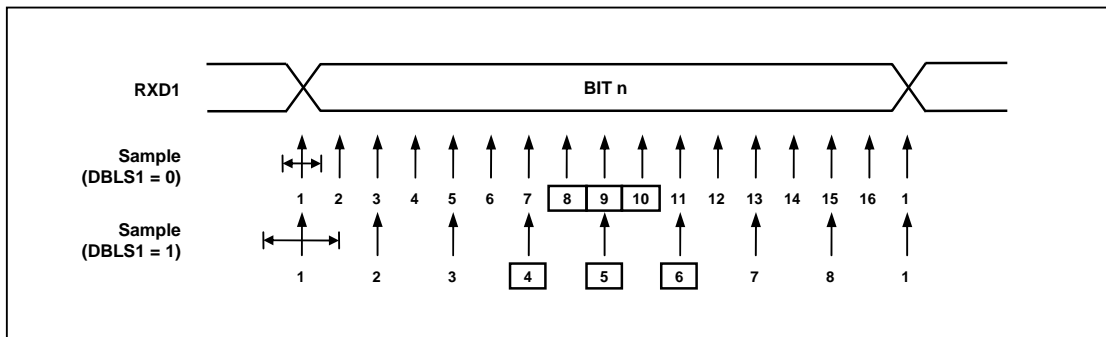 RXD1
BIT n
Sample
(DBLS1 = 0)
1 2 3 4 5 6 7 8 9 10 11 12 13 14 15 16 1
Sample
(DBLS1 = 1)
1 2 3 4 5 6 7 8 1